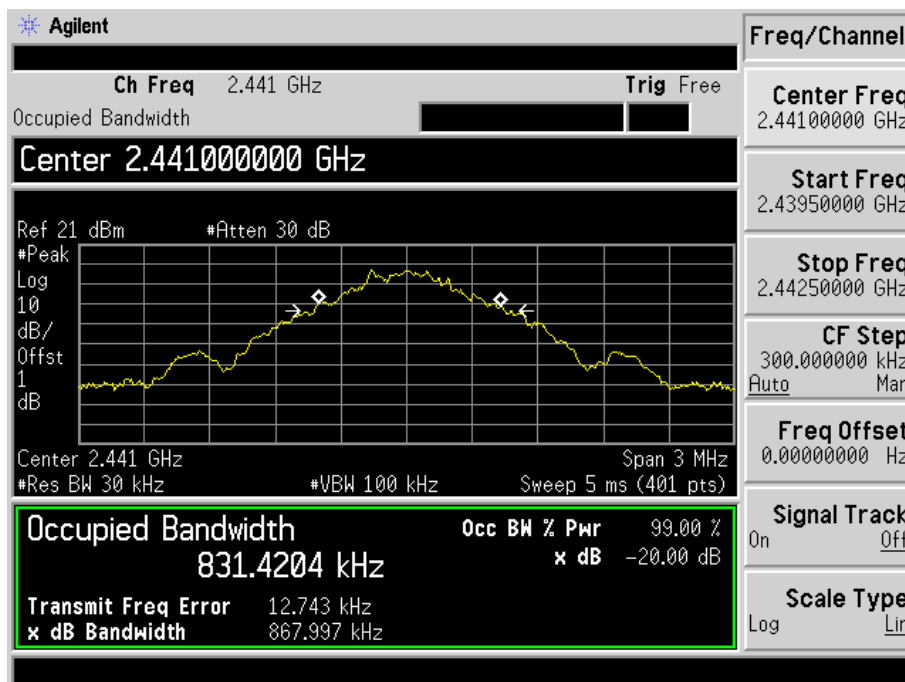 Agilent
Freq/Channel
Ch Freq 2.441 GHz Trig Free
Occupied Bandwidth
Center 2.441000000 GHz
Ref 21 dBm #Atten 30 dB
#Peak
Log
10
dB/
Offst
1
dB
Center 2.441 GHz Span 3 MHz
#Res BW 30 kHz #VBW 100 kHz Sweep 5 ms (401 pts)
Occupied Bandwidth Occ BW % Pwr 99.00 %
831.4204 kHz x dB -20.00 dB
Transmit Freq Error 12.743 kHz
x dB Bandwidth 867.997 kHz
Center Freq
2.44100000 GHz
Start Freq
2.43950000 GHz
Stop Freq
2.44250000 GHz
CF Step
300.000000 kHz
Auto Man
Freq Offset
0.00000000 Hz
Signal Track
On Off
Scale Type
Log Lin